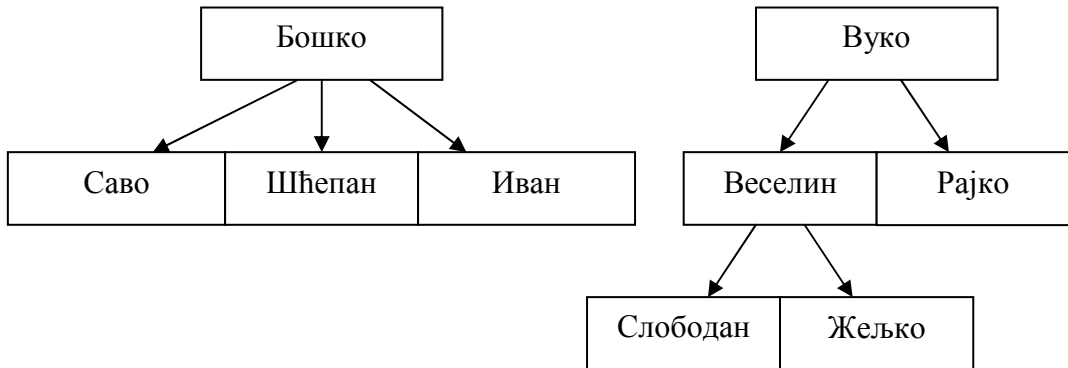 Бошко
Вуко
Саво
Шћепан
Иван
Веселин
Рајко
Слободан
Жељко